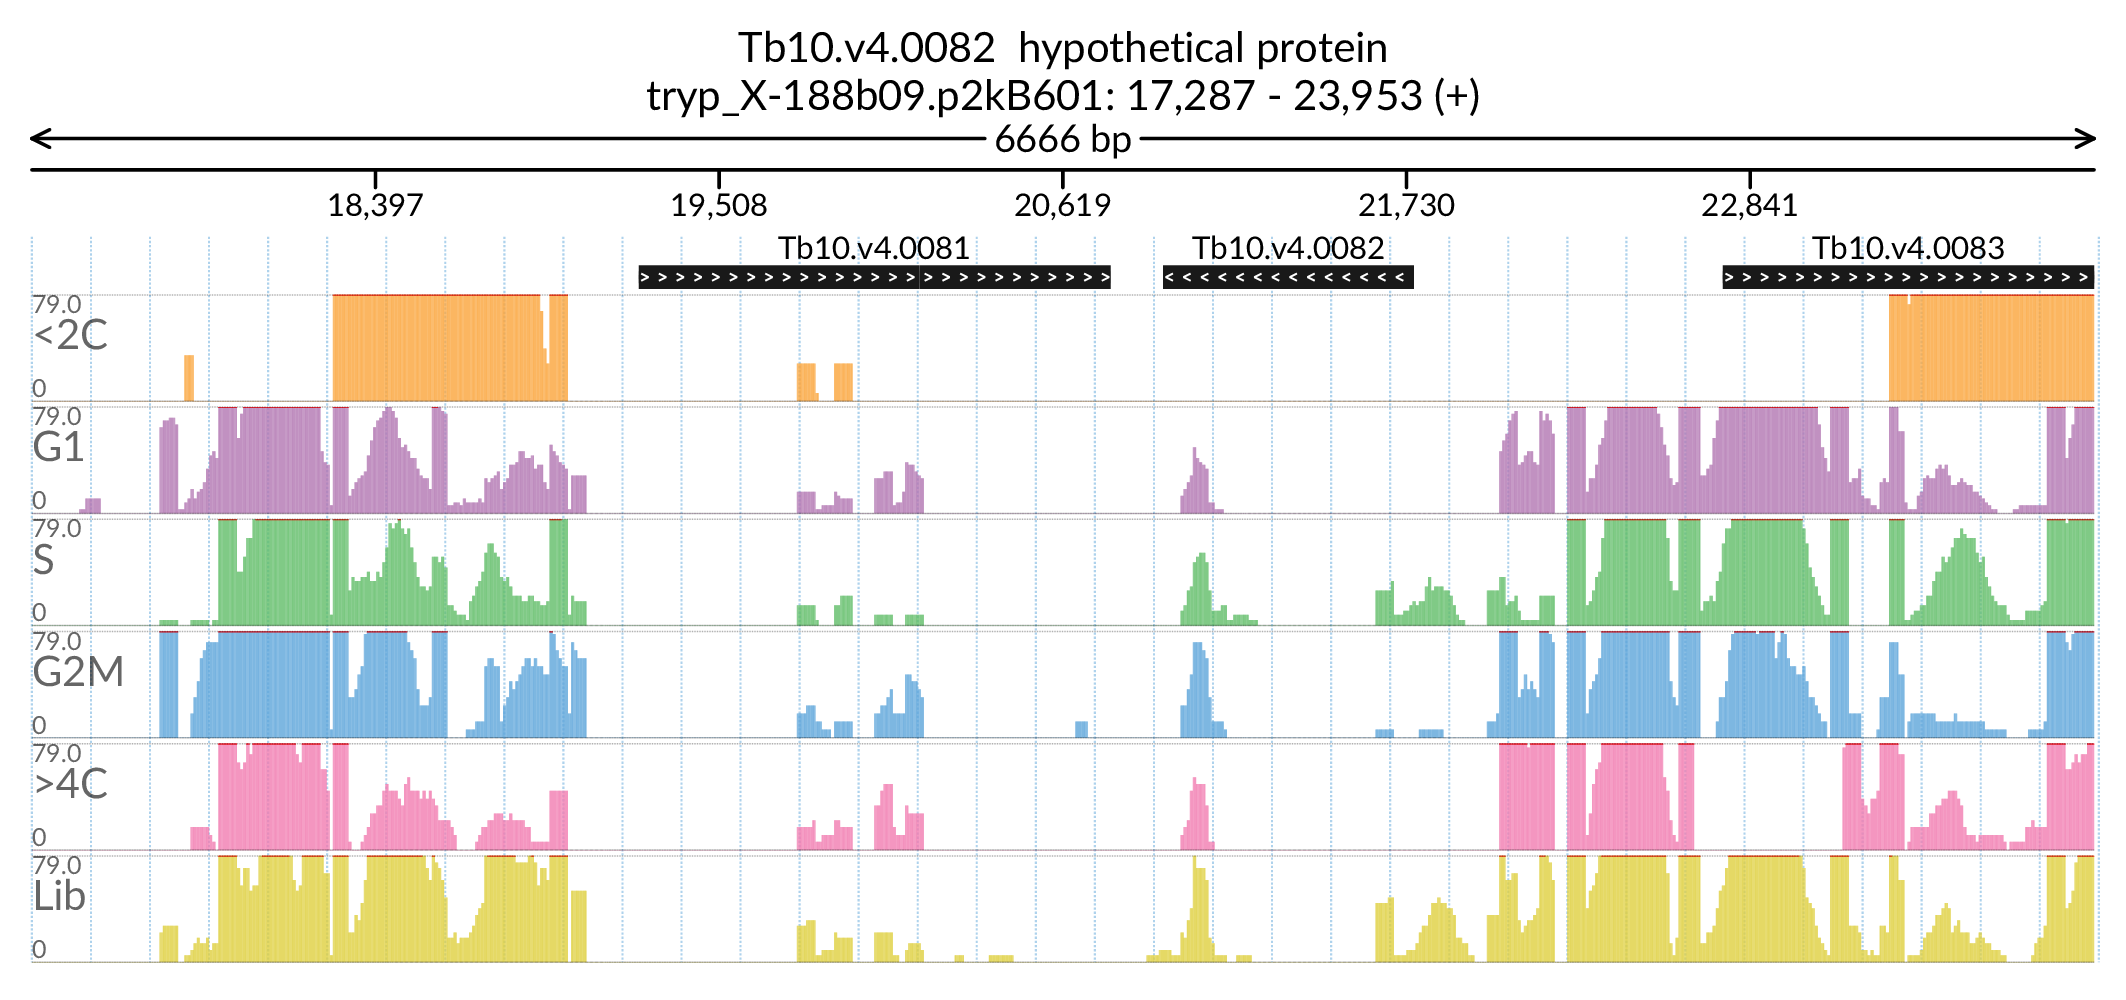 Tb10.v4.0082 hypothetical protein
tryp_X-188b09.p2kB601: 17,287 - 23,953 (+)
6666 bp
18,397 19,508 20,619 21,730 22,841
Tb10.v4.0081 Tb10.v4.0082 Tb10.v4.0083
79.0
<2C
0
79.0
G1
0
79.0
S
0
79.0
G2M
0
79.0
>4C
0
79.0
Lib
0